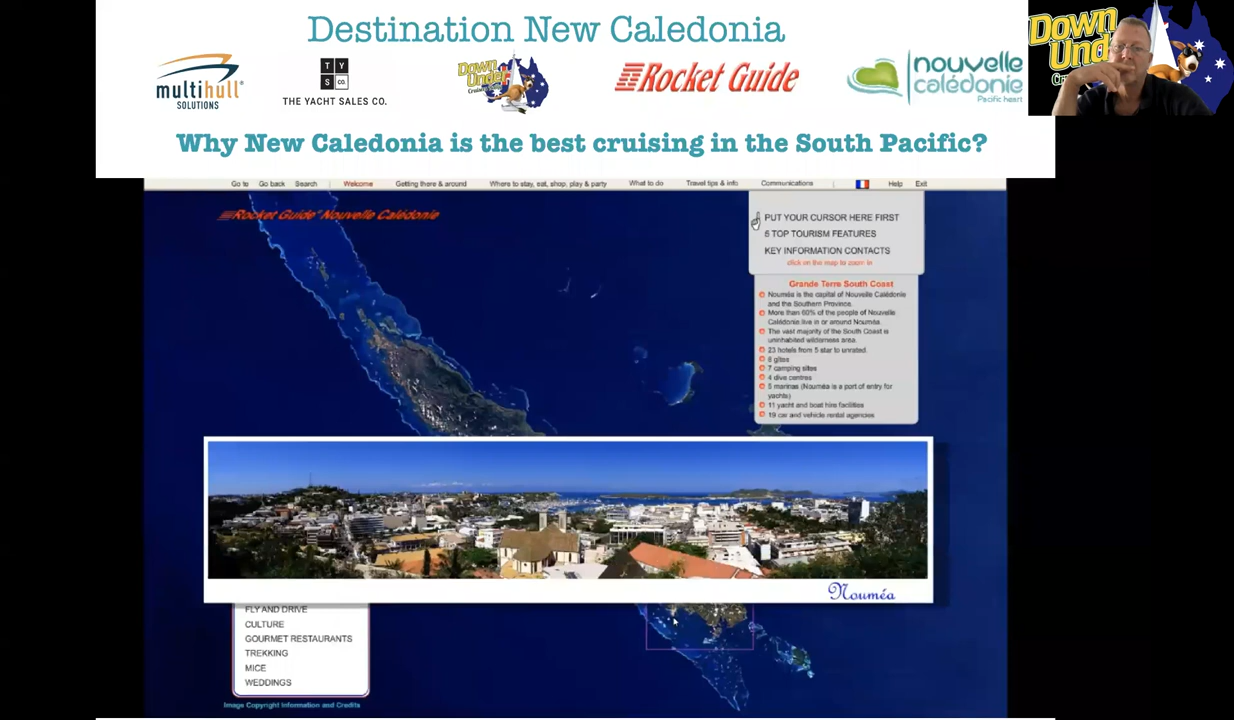 Destination New Caledonia
multihull®
SOLUTIONS
T Y
S CO.
THE YACHT SALES CO.
Down
Under
Rocket Guide
nouvelle
calédonie
Pacific heart
Down
Und
Why New Caledonia is the best cruising in the South Pacific?
Go to Go back Search Welcome Getting there & around Where to stay, eat, shop, play & party What to do Travel tips & info Communications Help Exit
Rocket Guide® Nouvelle Calédonie
PUT YOUR CURSOR HERE FIRST
6 TOP TOURISM FEATURES
KEY INFORMATION CONTACTS
click on the map to zoom in
Grande Terre South Coast
Nouméa is the capital of Nouvelle Calédonie
and the Southern Province.
More than 60% of the people of Nouvelle
Calédonie live in or around Nouméa.
The vast majority of the South Coast is
uninhabited wilderness area.
23 hotels from 5 star to unrated.
8 gîtes
7 camping sites
4 dive centres
5 marinas (Nouméa is a port of entry for
yachts)
11 yacht and boat hire facilities
19 car and vehicle rental agencies
Nouméa
FLY AND DRIVE
CULTURE
GOURMET RESTAURANTS
TREKKING
MICE
WEDDINGS
Image Copyright Information and Credits